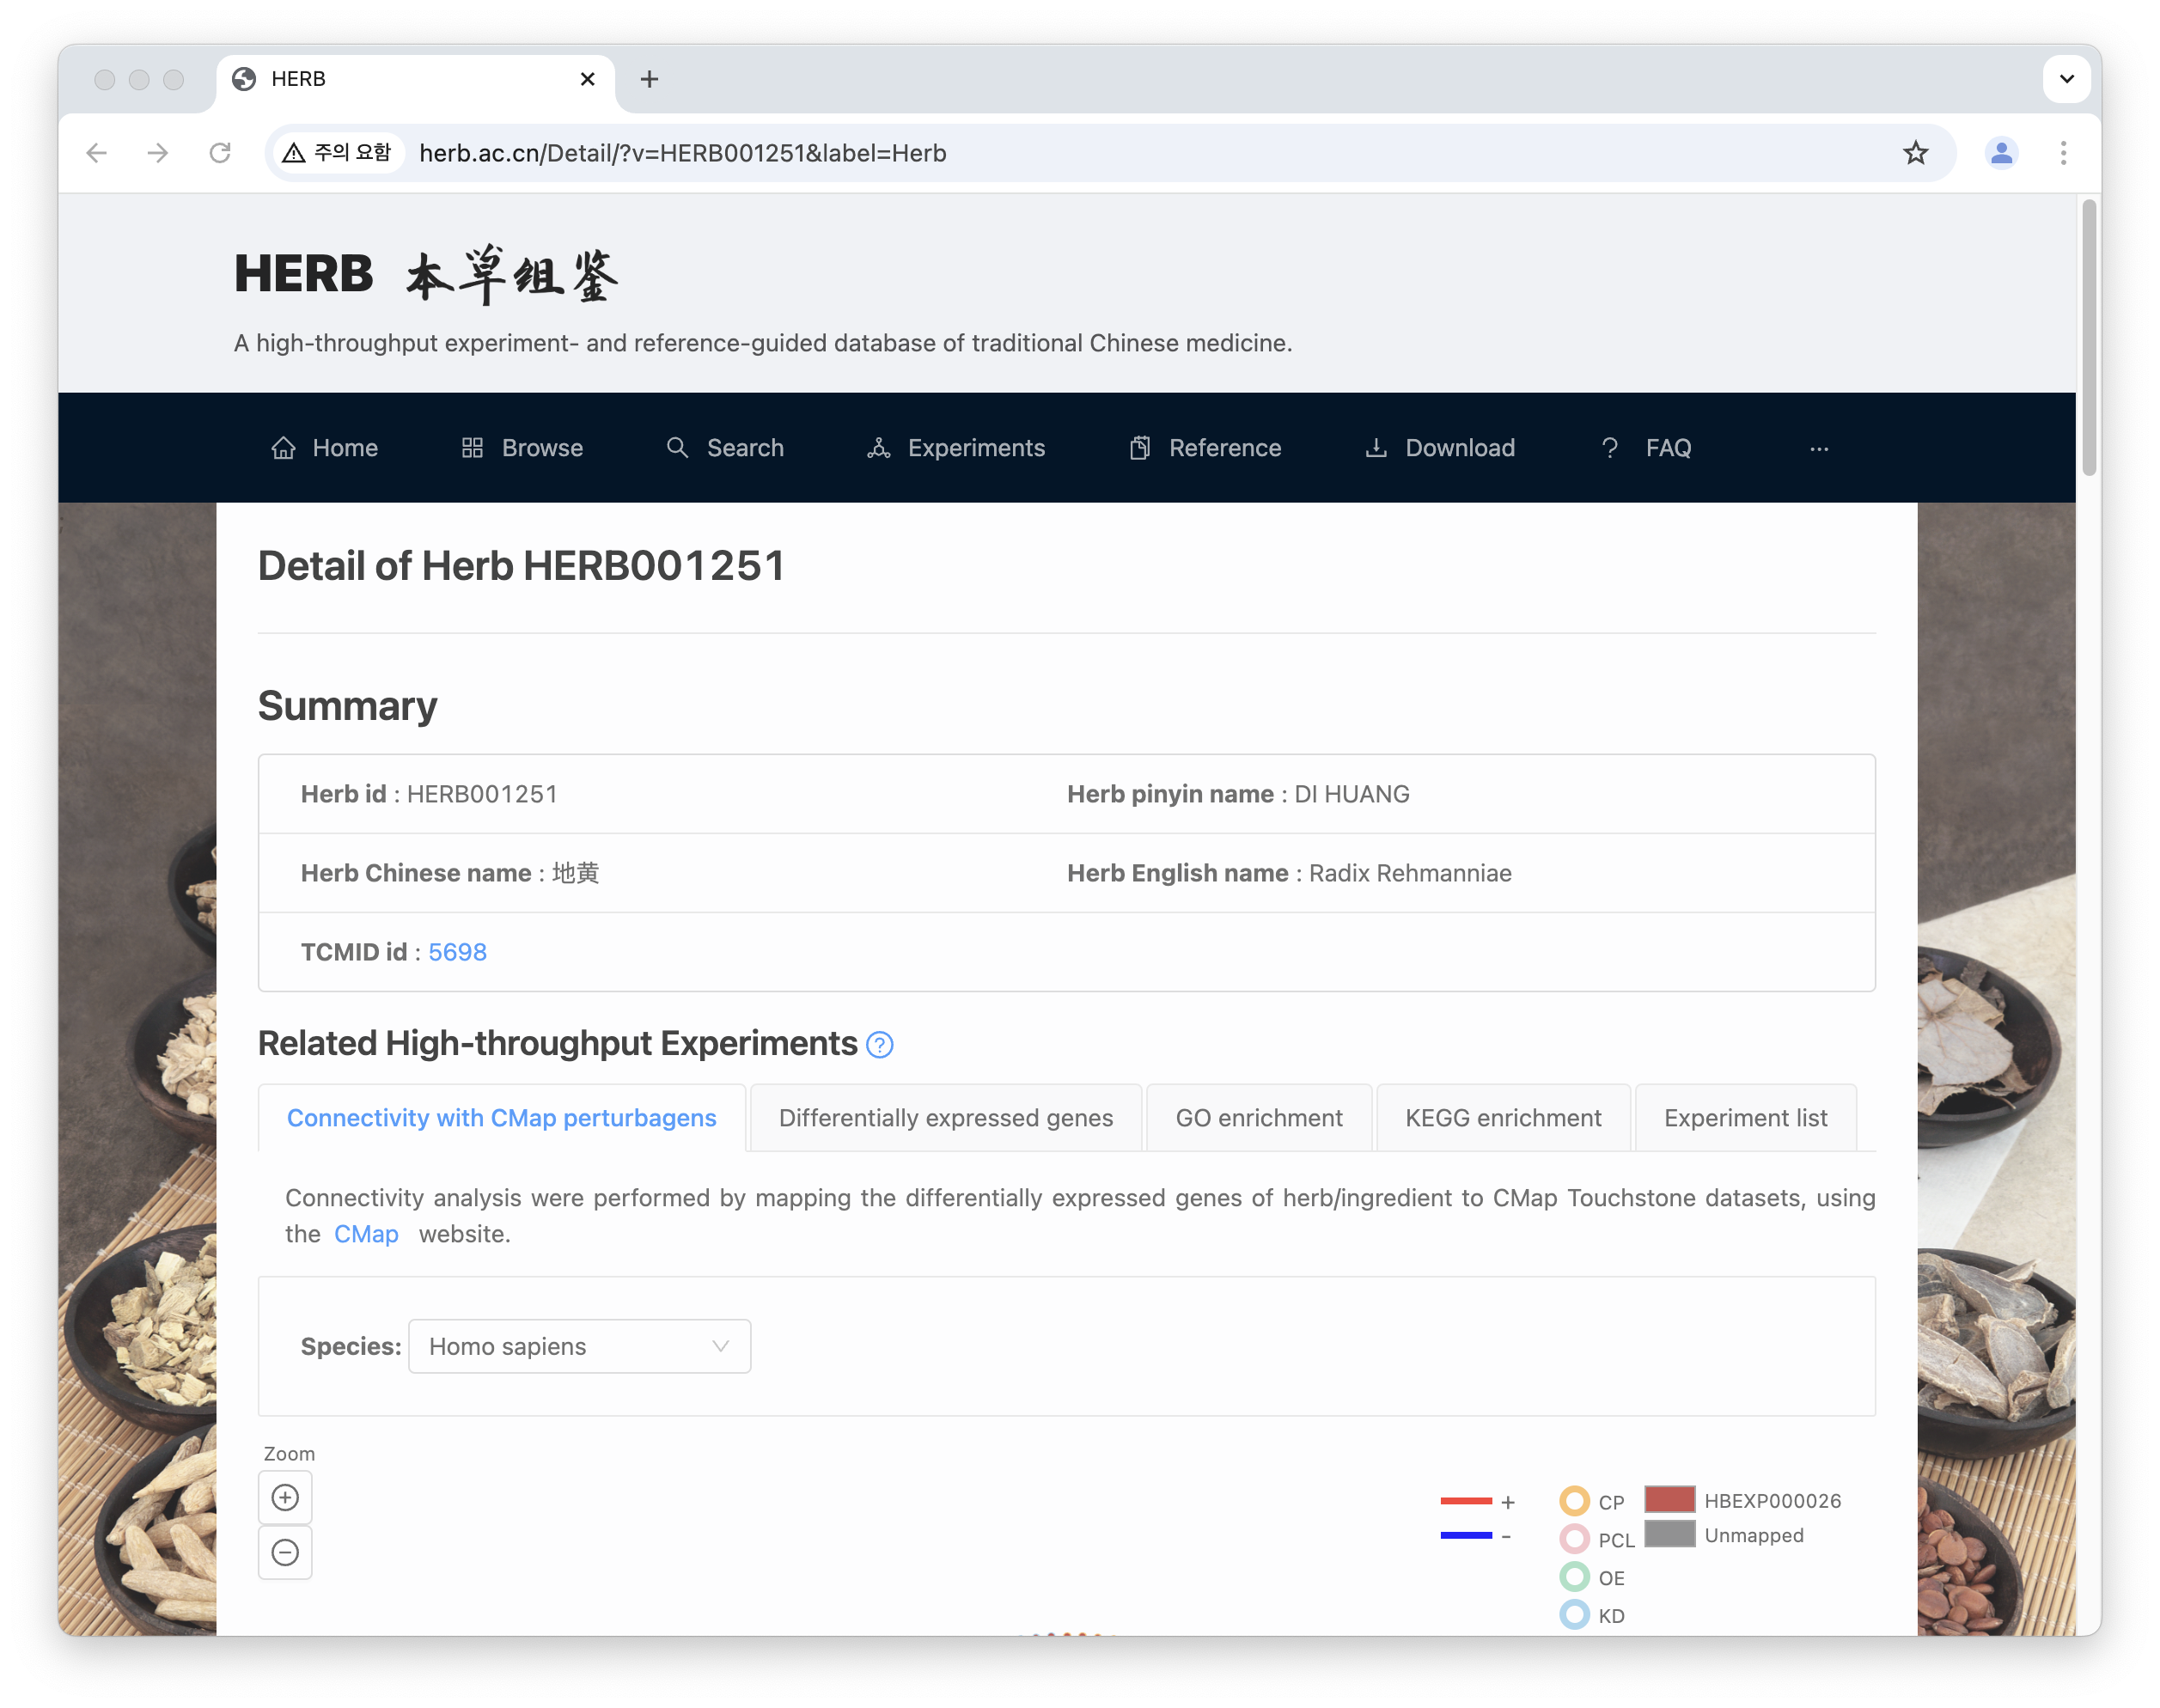 HERB
주의 요함 herb.ac.cn/Detail/?v=HERB001251&label=Herb
HERB 本草组鉴
A high-throughput experiment- and reference-guided database of traditional Chinese medicine.
Home Browse Search Experiments Reference Download ? FAQ ...
Detail of Herb HERB001251
Summary
Herb id : HERB001251 Herb pinyin name : DI HUANG
Herb Chinese name : 地黄 Herb English name : Radix Rehmanniae
TCMID id : 5698
Related High-throughput Experiments ?
Connectivity with CMap perturbagens Differentially expressed genes GO enrichment KEGG enrichment Experiment list
Connectivity analysis were performed by mapping the differentially expressed genes of herb/ingredient to CMap Touchstone datasets, using
the CMap website.
Species: Homo sapiens
Zoom
+ CP HBEXP000026
- PCL Unmapped
OE
KD